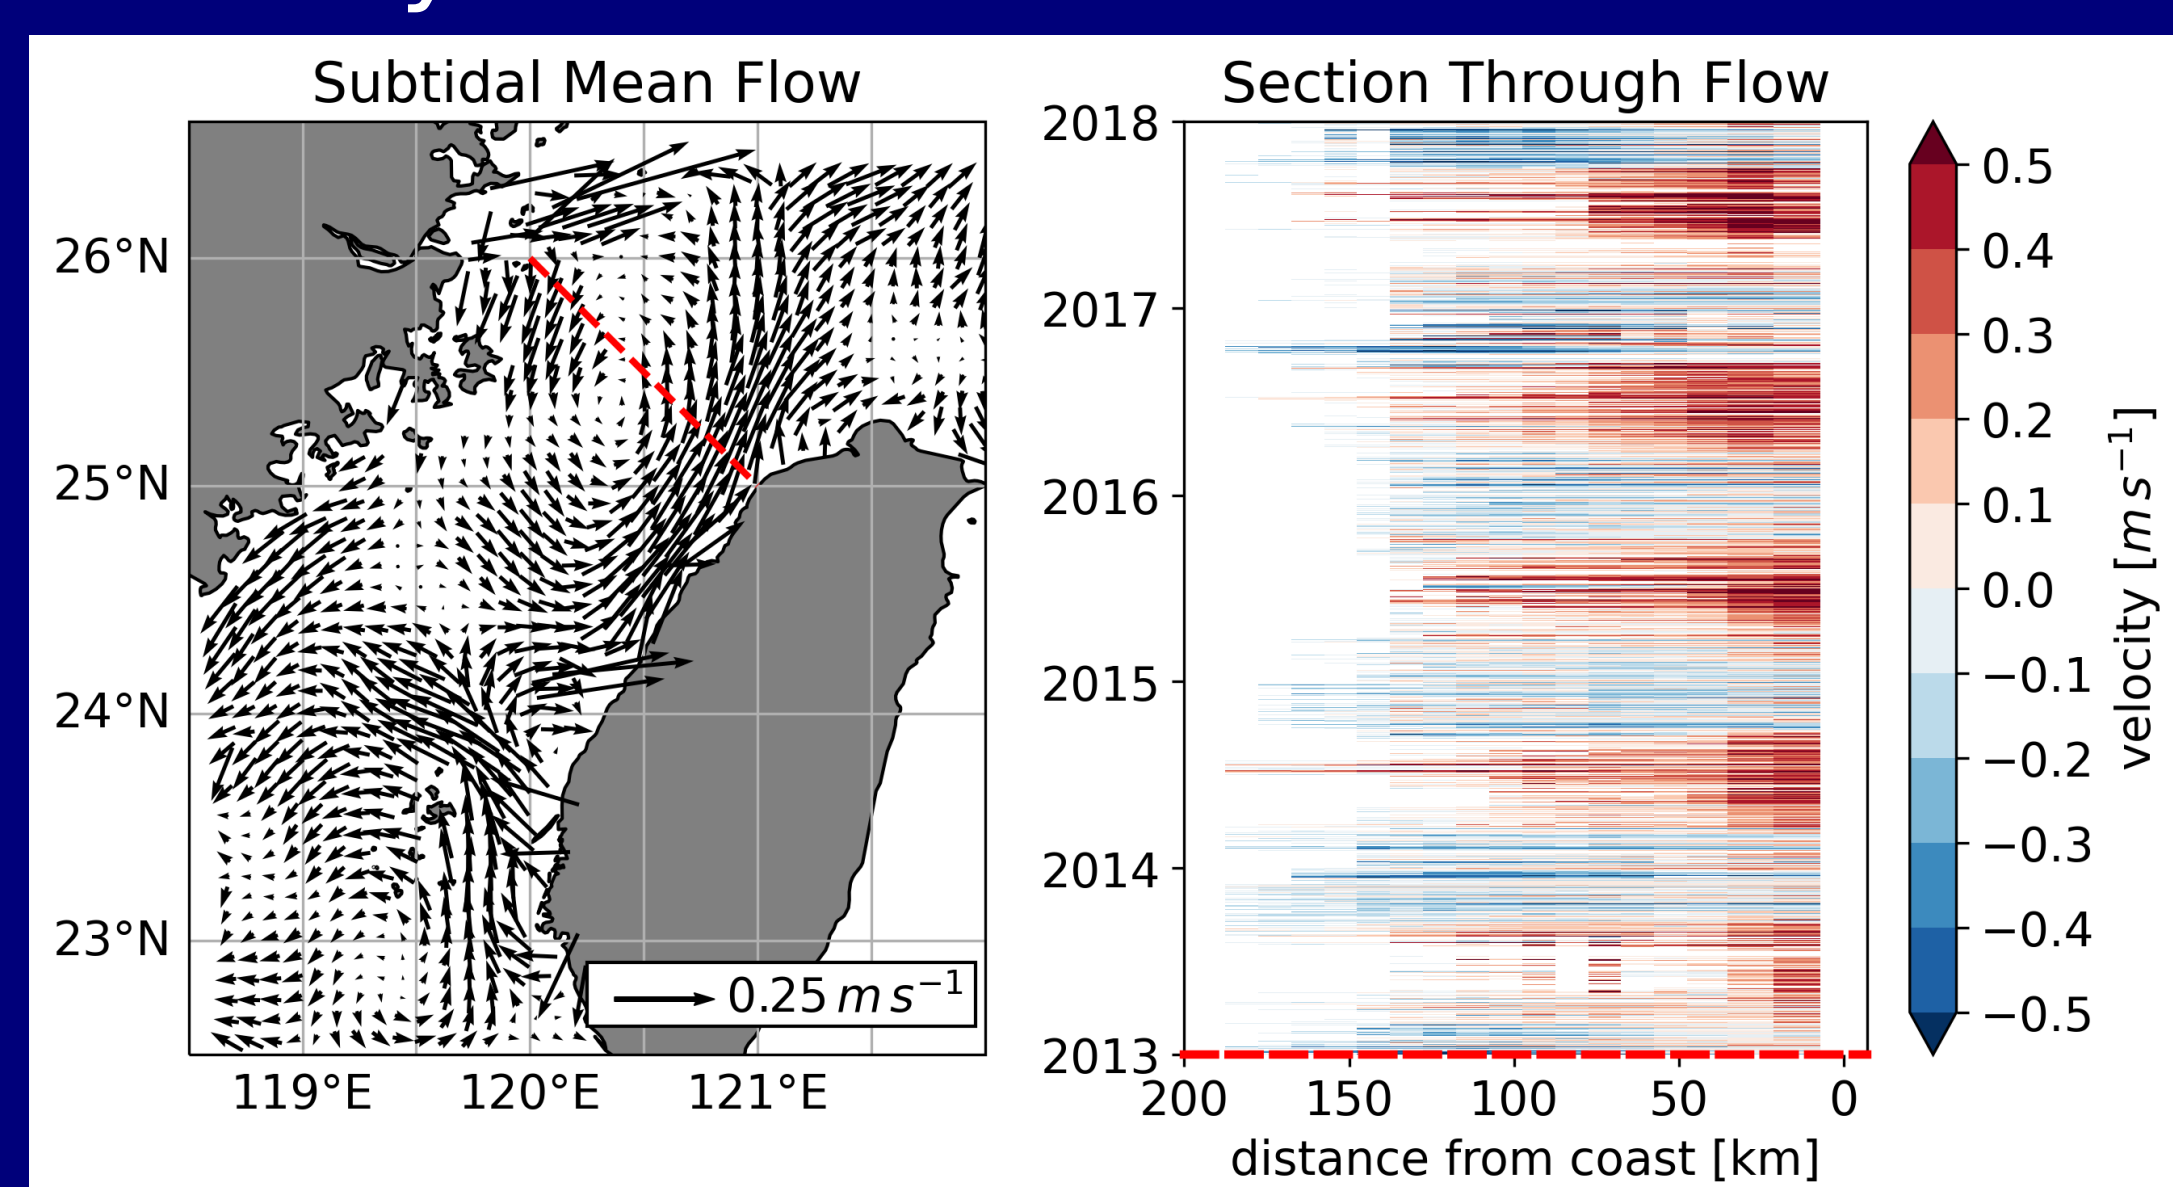 Subtidal Mean Flow
26°N
25°N
24°N
23°N
119°E 120°E 121°E
0.25 m s⁻¹
Section Through Flow
2018
2017
2016
2015
2014
2013
200 150 100 50 0
distance from coast [km]
0.5
0.4
0.3
0.2
0.1
0.0
−0.1
−0.2
−0.3
−0.4
−0.5
velocity [m s⁻¹]